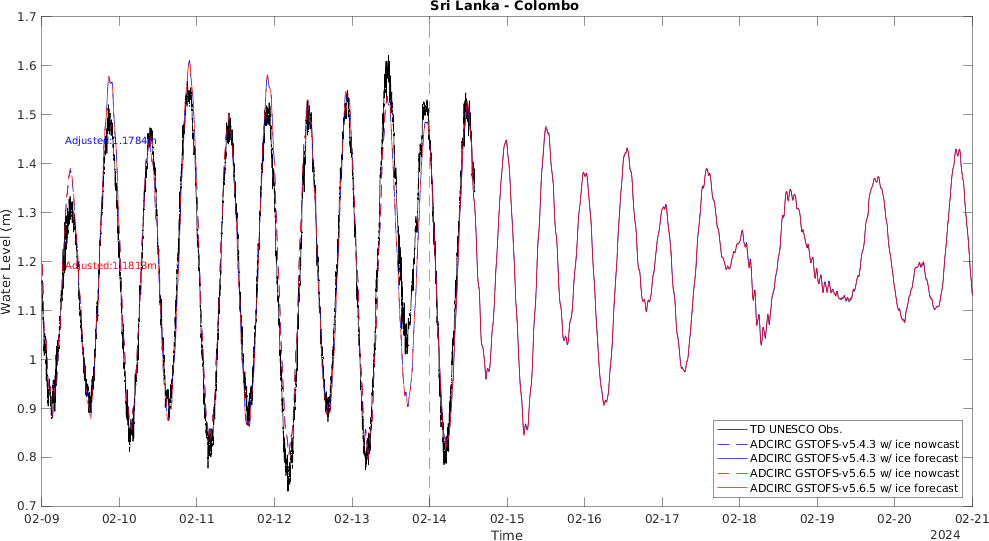 Sri Lanka - Colombo
1.7
1.6
1.5
1.4
1.3
1.2
1.1
1
0.9
0.8
0.7
Water Level (m)
Adjusted:1.1784m
Adjusted:1.1813m
TD UNESCO Obs.
ADCIRC GSTOFS-v5.4.3 w/ ice nowcast
ADCIRC GSTOFS-v5.4.3 w/ ice forecast
ADCIRC GSTOFS-v5.6.5 w/ ice nowcast
ADCIRC GSTOFS-v5.6.5 w/ ice forecast
02-09 02-10 02-11 02-12 02-13 02-14 02-15 02-16 02-17 02-18 02-19 02-20 02-21
Time
2024